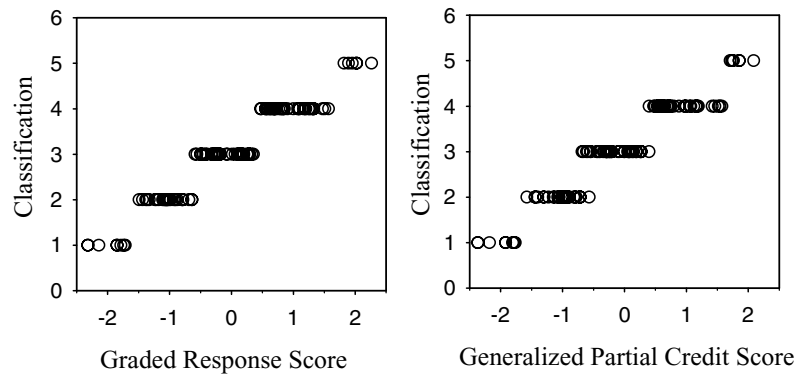 6
5
4
3
2
1
0
Classification
-2 -1 0 1 2
Graded Response Score
6
5
4
3
2
1
0
Classification
-2 -1 0 1 2
Generalized Partial Credit Score